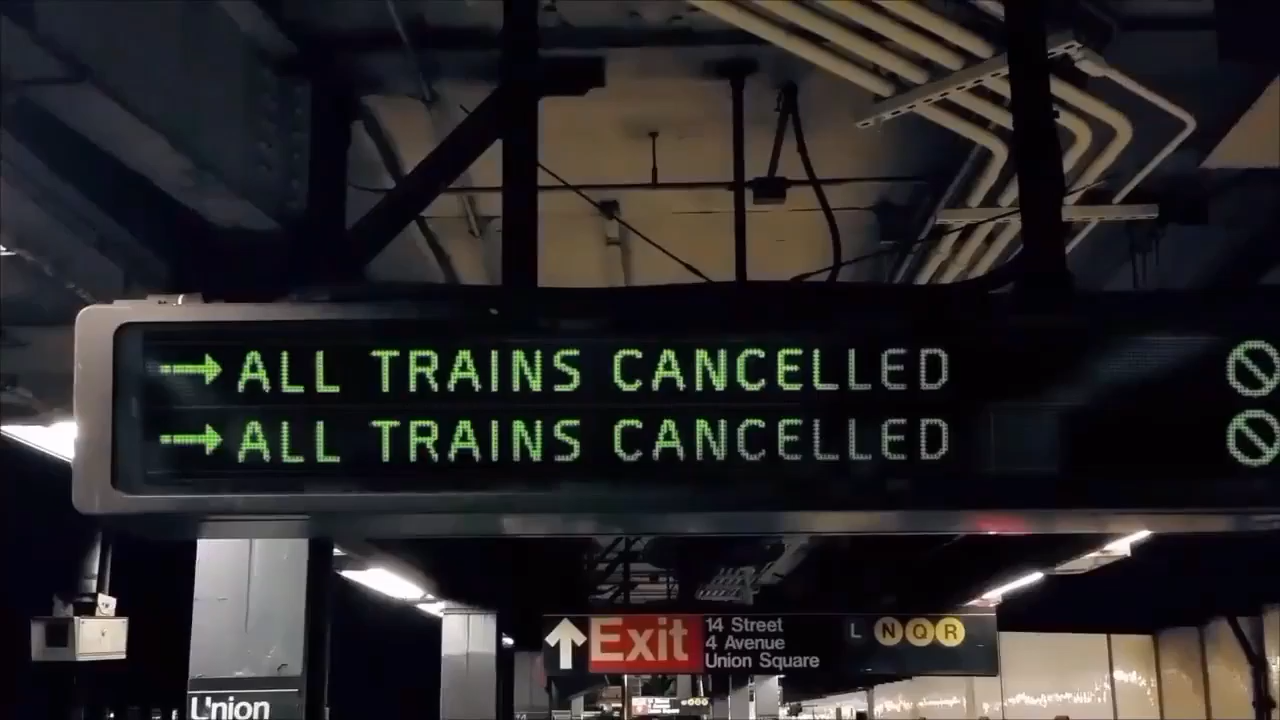 →ALL TRAINS CANCELLED
→ALL TRAINS CANCELLED
↑ Exit
14 Street
4 Avenue
Union Square
L N Q R
Union